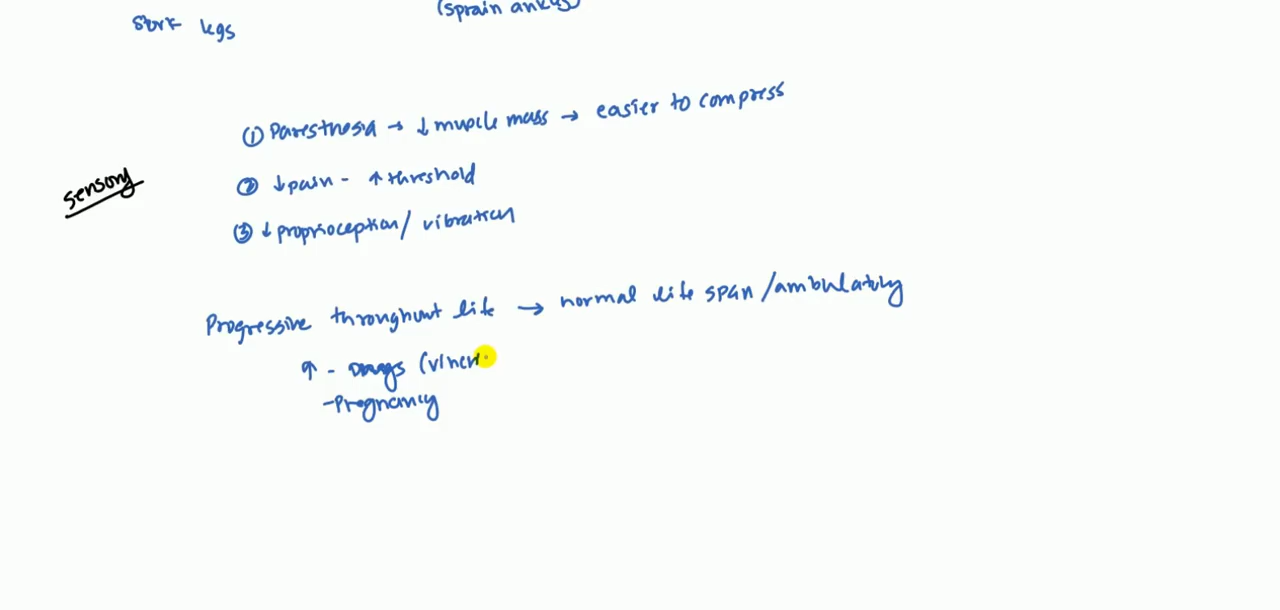 Stork legs
(sprain ankles)
① Paresthesia → ↓ muscle mass → easier to compress
Sensory
② ↓ pain - ↑ threshold
③ ↓ proprioception / vibration
Progressive throughout life → normal life span / ambulatory
↑ - Drugs (vincr
- Pregnancy